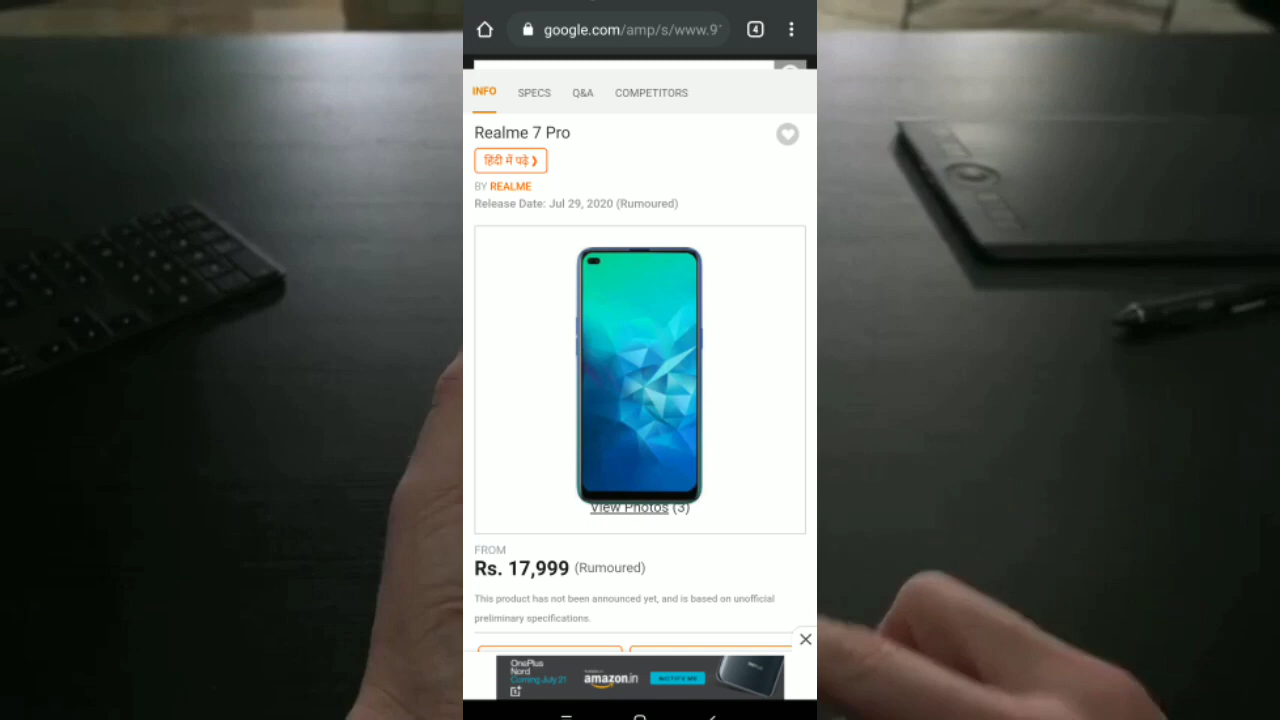 google.com/amp/s/www.9
4
INFO
SPECS
Q&A
COMPETITORS
Realme 7 Pro
हिंदी में पढ़े ❯
BY REALME
Release Date: Jul 29, 2020 (Rumoured)
View Photos (3)
FROM
Rs. 17,999 (Rumoured)
This product has not been announced yet, and is based on unofficial
preliminary specifications.
OnePlus
Nord
Coming July 21
amazon.in
NOTIFY ME